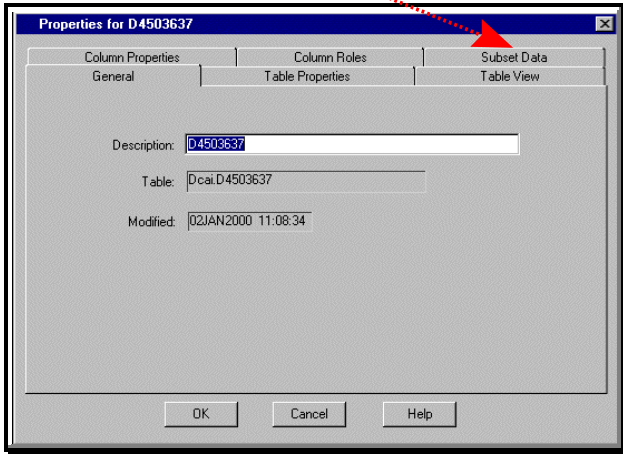 Properties for D4503637
Column Properties Column Roles Subset Data
General Table Properties Table View
Description: D4503637
Table: Dcai.D4503637
Modified: 02JAN2000 11:08:34
OK Cancel Help